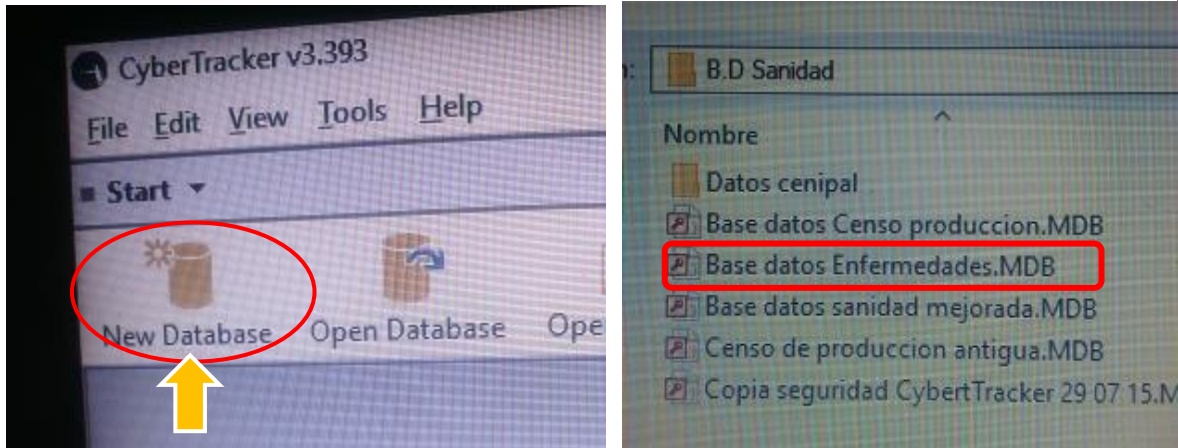 CyberTracker v3.393
File Edit View Tools Help
Start
New Database Open Database Ope
B.D Sanidad
Nombre
Datos cenipal
Base datos Censo produccion.MDB
Base datos Enfermedades.MDB
Base datos sanidad mejorada.MDB
Censo de produccion antigua.MDB
Copia seguridad CybertTracker 29 07 15.M